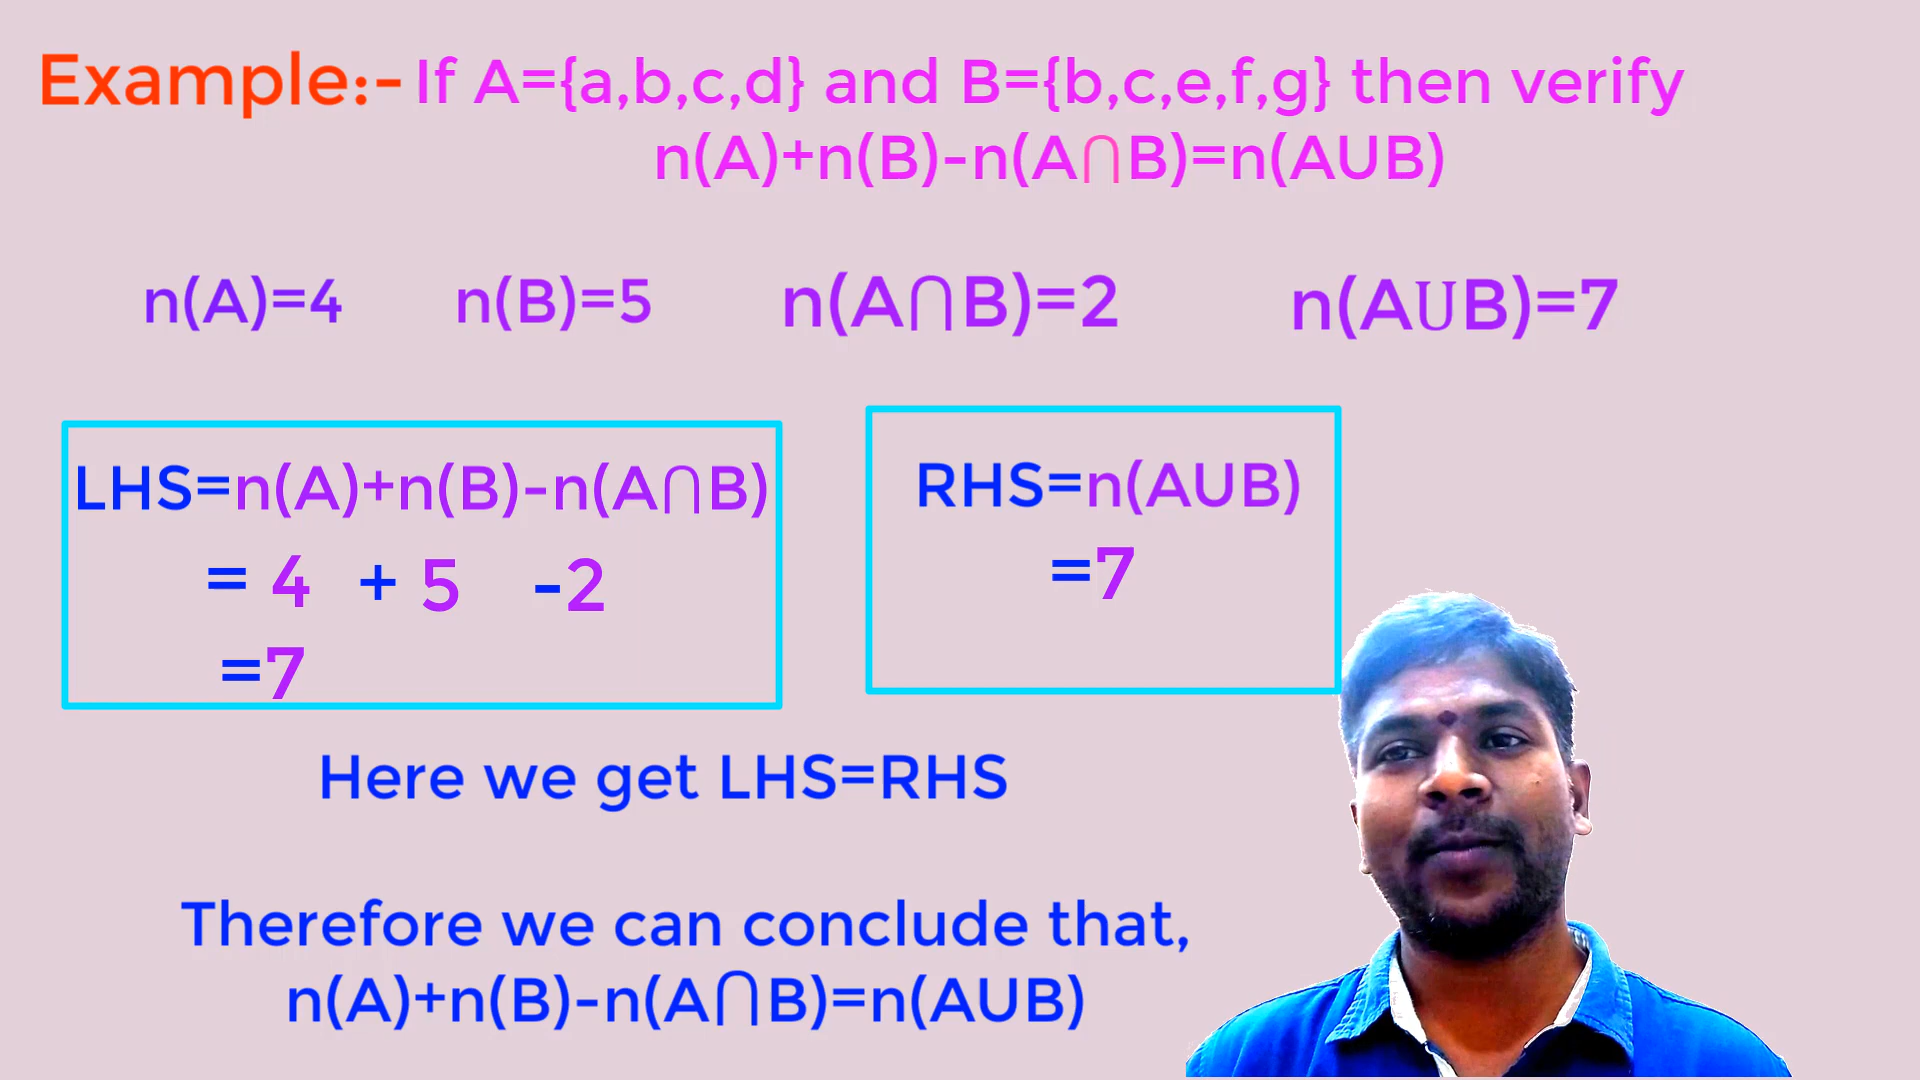 Example:- If A={a,b,c,d} and B={b,c,e,f,g} then verify
n(A)+n(B)-n(A∩B)=n(AUB)
n(A)=4 n(B)=5 n(A∩B)=2 n(AUB)=7
LHS=n(A)+n(B)-n(A∩B)
= 4 + 5 -2
=7
RHS=n(AUB)
=7
Here we get LHS=RHS
Therefore we can conclude that,
n(A)+n(B)-n(A∩B)=n(AUB)